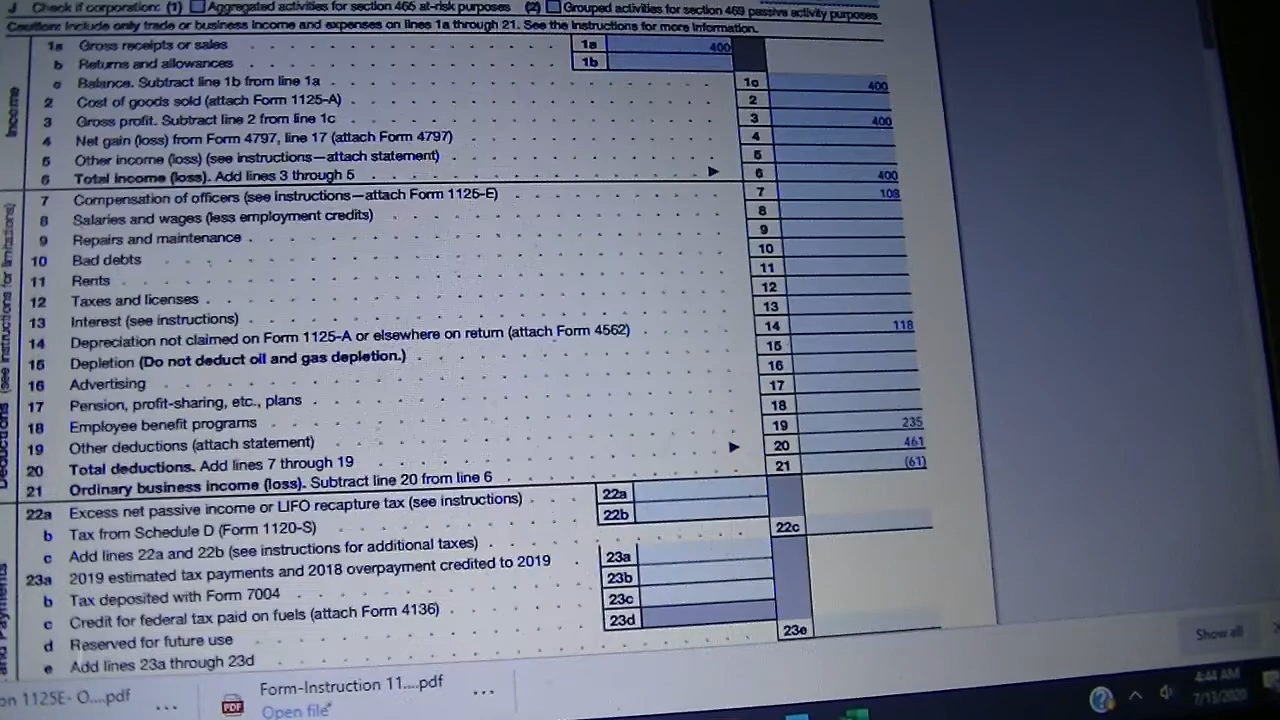 J Check if corporation: (1) Aggregated activities for section 465 at-risk purposes (2) Grouped activities for section 469 passive activity purposes
Caution: Include only trade or business income and expenses on lines 1a through 21. See the instructions for more information.
Income
1a Gross receipts or sales 1a 400
b Returns and allowances 1b
c Balance. Subtract line 1b from line 1a 1c 400
2 Cost of goods sold (attach Form 1125-A) 2
3 Gross profit. Subtract line 2 from line 1c 3 400
4 Net gain (loss) from Form 4797, line 17 (attach Form 4797) 4
5 Other income (loss) (see instructions—attach statement) 5
6 Total income (loss). Add lines 3 through 5 ▶ 6 400
Deductions (see instructions for limitations)
7 Compensation of officers (see instructions—attach Form 1125-E) 7 108
8 Salaries and wages (less employment credits) 8
9 Repairs and maintenance 9
10 Bad debts 10
11 Rents 11
12 Taxes and licenses 12
13 Interest (see instructions) 13
14 Depreciation not claimed on Form 1125-A or elsewhere on return (attach Form 4562) 14 118
15 Depletion (Do not deduct oil and gas depletion.) 15
16 Advertising 16
17 Pension, profit-sharing, etc., plans 17
18 Employee benefit programs 18
19 Other deductions (attach statement) 19 235
20 Total deductions. Add lines 7 through 19 ▶ 20 461
21 Ordinary business income (loss). Subtract line 20 from line 6 21 (61)
and Payments
22a Excess net passive income or LIFO recapture tax (see instructions) 22a
b Tax from Schedule D (Form 1120-S) 22b
c Add lines 22a and 22b (see instructions for additional taxes) 22c
23a 2019 estimated tax payments and 2018 overpayment credited to 2019 23a
b Tax deposited with Form 7004 23b
c Credit for federal tax paid on fuels (attach Form 4136) 23c
d Reserved for future use 23d
e Add lines 23a through 23d 23e
Show all
on 1125E- O....pdf ...
PDF Form-Instruction 11....pdf ...
Open file
4:44 AM
7/13/2020